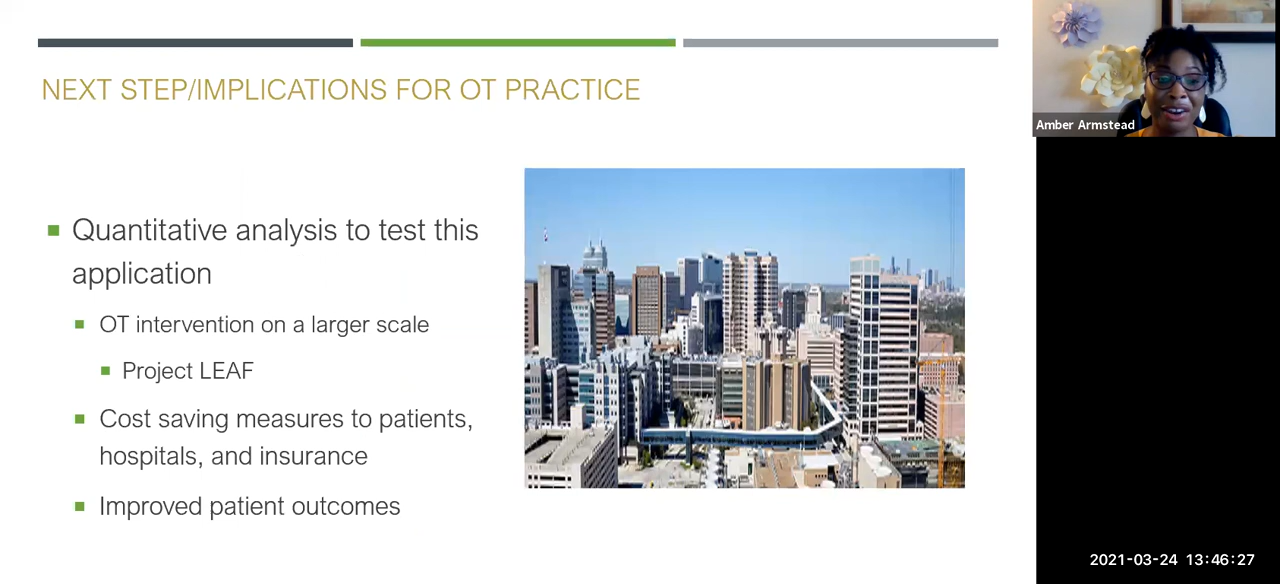 NEXT STEP/IMPLICATIONS FOR OT PRACTICE
Quantitative analysis to test this
application
OT intervention on a larger scale
Project LEAF
Cost saving measures to patients,
hospitals, and insurance
Improved patient outcomes
Amber Armstead
2021-03-24 13:46:27